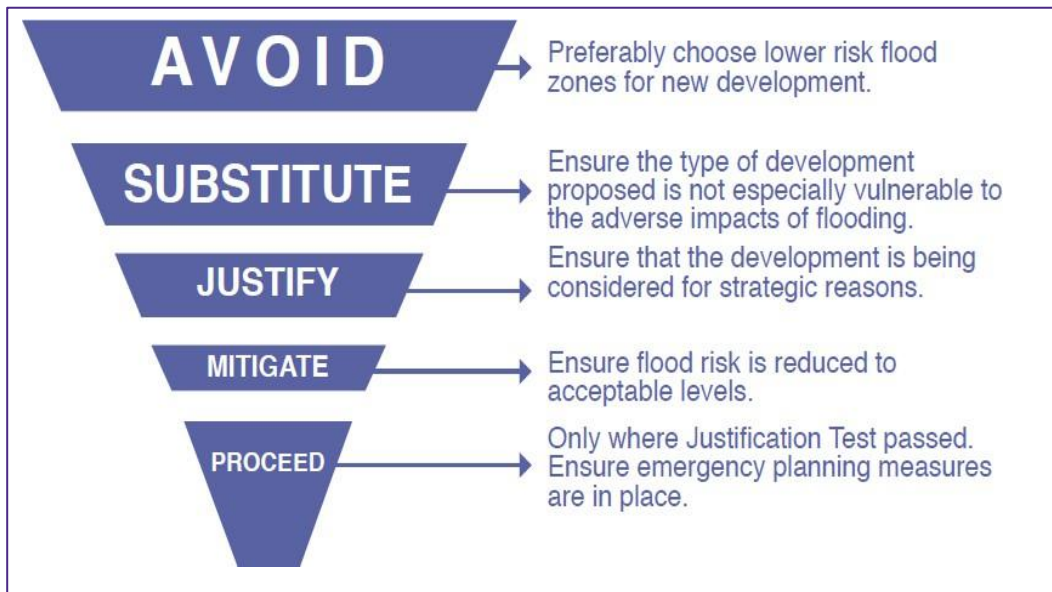 AVOID
Preferably choose lower risk flood
zones for new development.
SUBSTITUTE
Ensure the type of development
proposed is not especially vulnerable to
the adverse impacts of flooding.
JUSTIFY
Ensure that the development is being
considered for strategic reasons.
MITIGATE
Ensure flood risk is reduced to
acceptable levels.
PROCEED
Only where Justification Test passed.
Ensure emergency planning measures
are in place.